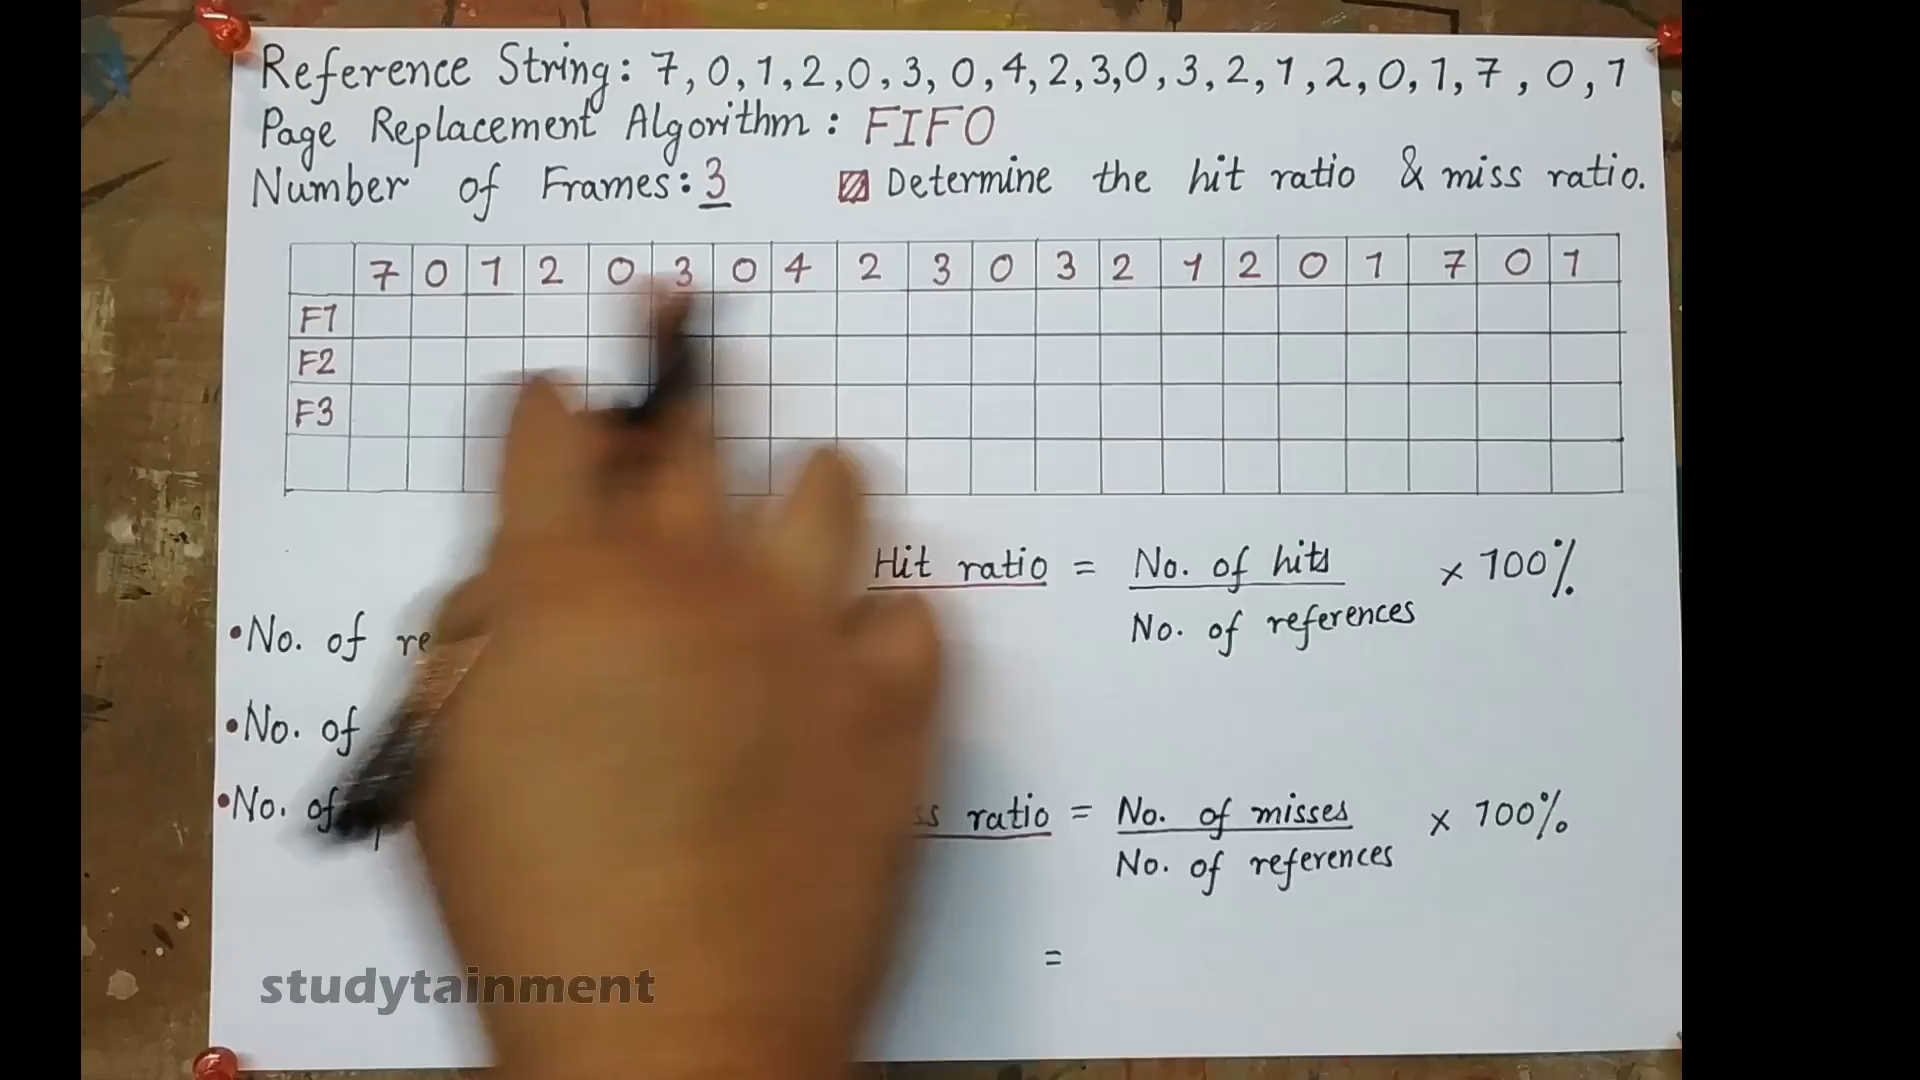 Reference String: 7, 0, 1, 2, 0, 3, 0, 4, 2, 3, 0, 3, 2, 1, 2, 0, 1, 7, 0, 1
Page Replacement Algorithm: FIFO
Number of Frames: 3
Determine the hit ratio & miss ratio.
7 0 1 2 0 3 0 4 2 3 0 3 2 1 2 0 1 7 0 1
F1
F2
F3
Hit ratio = No. of hits × 100%
No. of references
• No. of
• No. of
• No. of
ratio = No. of misses × 100%
No. of references
=
studytainment